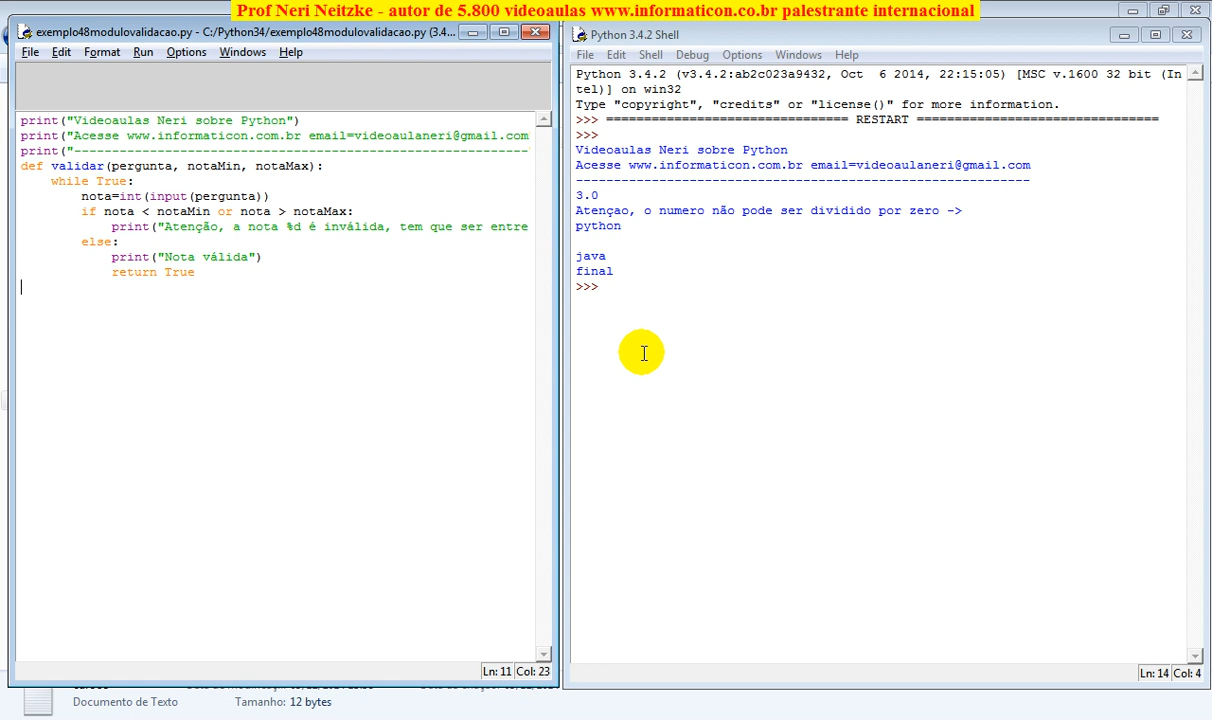 Prof Neri Neitzke - autor de 5.800 videoaulas www.informaticon.co.br palestrante internacional
exemplo48modulovalidacao.py - C:/Python34/exemplo48modulovalidacao.py (3.4...
File Edit Format Run Options Windows Help
print("Videoaulas Neri sobre Python")
print("Acesse www.informaticon.com.br email=videoaulaneri@gmail.com
print("------------------------------------------------------------
def validar(pergunta, notaMin, notaMax):
while True:
nota=int(input(pergunta))
if nota < notaMin or nota > notaMax:
print("Atenção, a nota %d é inválida, tem que ser entre
else:
print("Nota válida")
return True
Ln: 11 Col: 23
Python 3.4.2 Shell
File Edit Shell Debug Options Windows Help
Python 3.4.2 (v3.4.2:ab2c023a9432, Oct  6 2014, 22:15:05) [MSC v.1600 32 bit (In
tel)] on win32
Type "copyright", "credits" or "license()" for more information.
>>> ================================ RESTART ================================
>>>
Videoaulas Neri sobre Python
Acesse www.informaticon.com.br email=videoaulaneri@gmail.com
------------------------------------------------------------
3.0
Atençao, o numero não pode ser dividido por zero ->
python
java
final
>>>
Ln: 14 Col: 4
Documento de Texto
Tamanho: 12 bytes